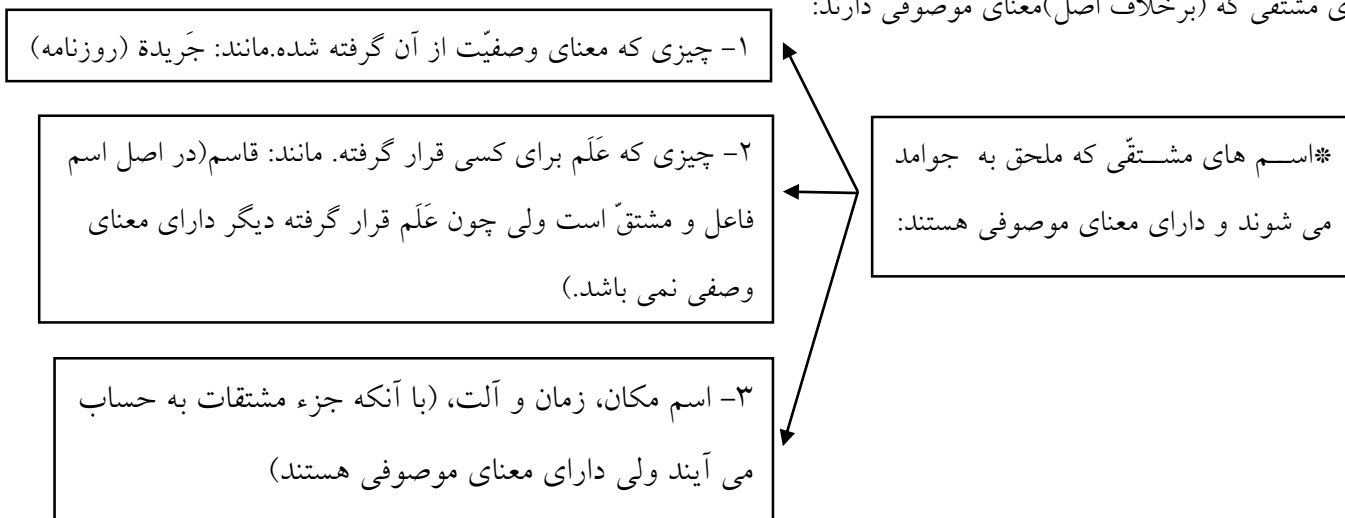 مشتقی که (برخلاف اصل)معنای موصوفی دارند:
۱- چیزی که معنای وصفیّت از آن گرفته شده.مانند: جَریدة (روزنامه)
*اســـم های مشـــتقّی که ملحق به جوامد
می شوند و دارای معنای موصوفی هستند:
۲- چیزی که عَلَم برای کسی قرار گرفته. مانند: قاسم(در اصل اسم
فاعل و مشتقّ است ولی چون عَلَم قرار گرفته دیگر دارای معنای
وصفی نمی باشد.)
۳- اسم مکان، زمان و آلت، (با آنکه جزء مشتقات به حساب
می آیند ولی دارای معنای موصوفی هستند)